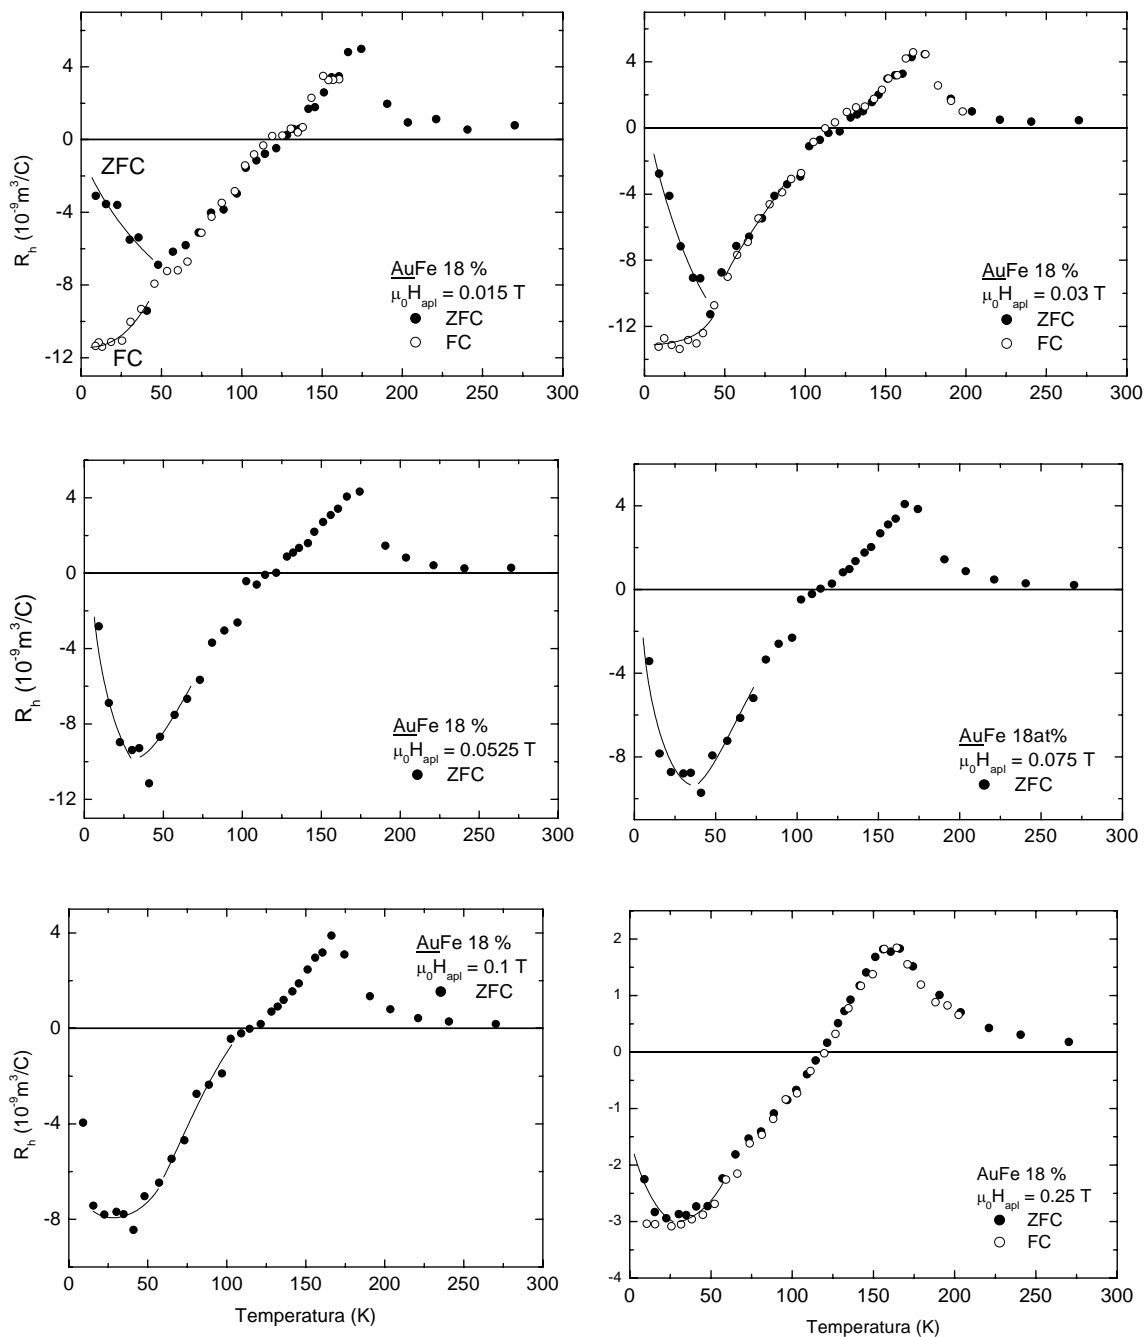 4
0
-4
-8
-12
R_h (10^-9 m^3/C)
ZFC
FC
AuFe 18 %
μ_0H_apl = 0.015 T
ZFC
FC
0 50 100 150 200 250 300
4
0
-4
-8
-12
AuFe 18 %
μ_0H_apl = 0.03 T
ZFC
FC
0 50 100 150 200 250 300
4
0
-4
-8
-12
R_h (10^-9 m^3/C)
AuFe 18 %
μ_0H_apl = 0.0525 T
ZFC
0 50 100 150 200 250 300
4
0
-4
-8
AuFe 18at%
μ_0H_apl = 0.075 T
ZFC
0 50 100 150 200 250 300
4
0
-4
-8
R_h (10^-9 m^3/C)
AuFe 18 %
μ_0H_apl = 0.1 T
ZFC
0 50 100 150 200 250 300
Temperatura (K)
2
1
0
-1
-2
-3
-4
AuFe 18 %
μ_0H_apl = 0.25 T
ZFC
FC
0 50 100 150 200 250 300
Temperatura (K)